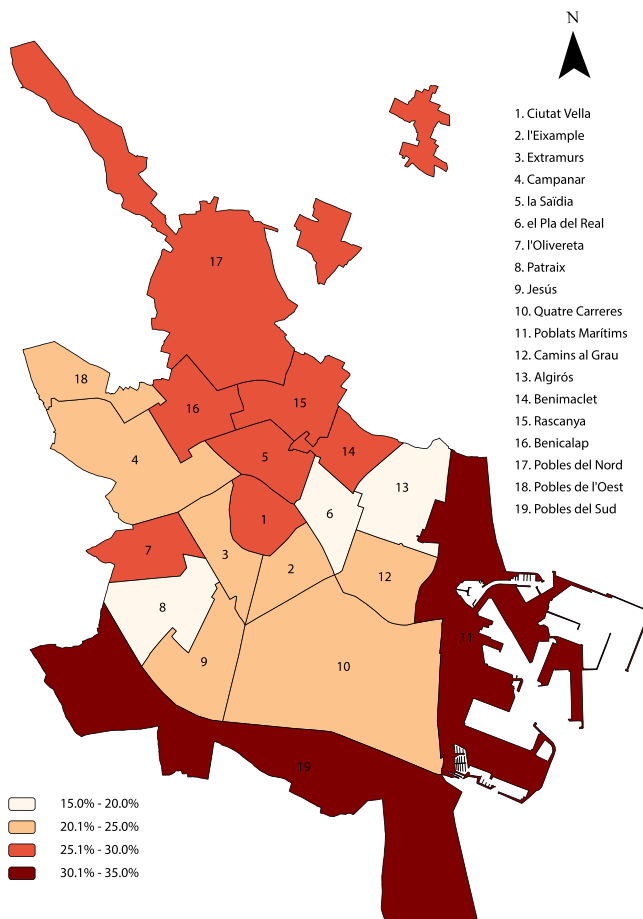 N
1. Ciutat Vella
2. l'Eixample
3. Extramurs
4. Campanar
5. la Saïdia
6. el Pla del Real
7. l'Olivereta
8. Patraix
9. Jesús
10. Quatre Carreres
11. Poblats Marítims
12. Camins al Grau
13. Algirós
14. Benimaclet
15. Rascanya
16. Benicalap
17. Pobles del Nord
18. Pobles de l'Oest
19. Pobles del Sud
17
18
16
15
14
4
5
13
6
1
7
3
2
12
8
11
9
10
19
15.0% - 20.0%
20.1% - 25.0%
25.1% - 30.0%
30.1% - 35.0%